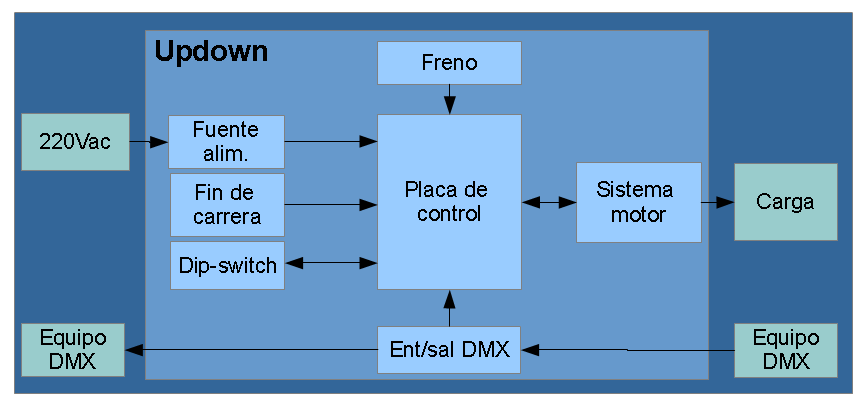 Updown
Freno
220Vac
Fuente
alim.
Fin de
carrera
Dip-switch
Placa de
control
Sistema
motor
Carga
Equipo
DMX
Ent/sal DMX
Equipo
DMX